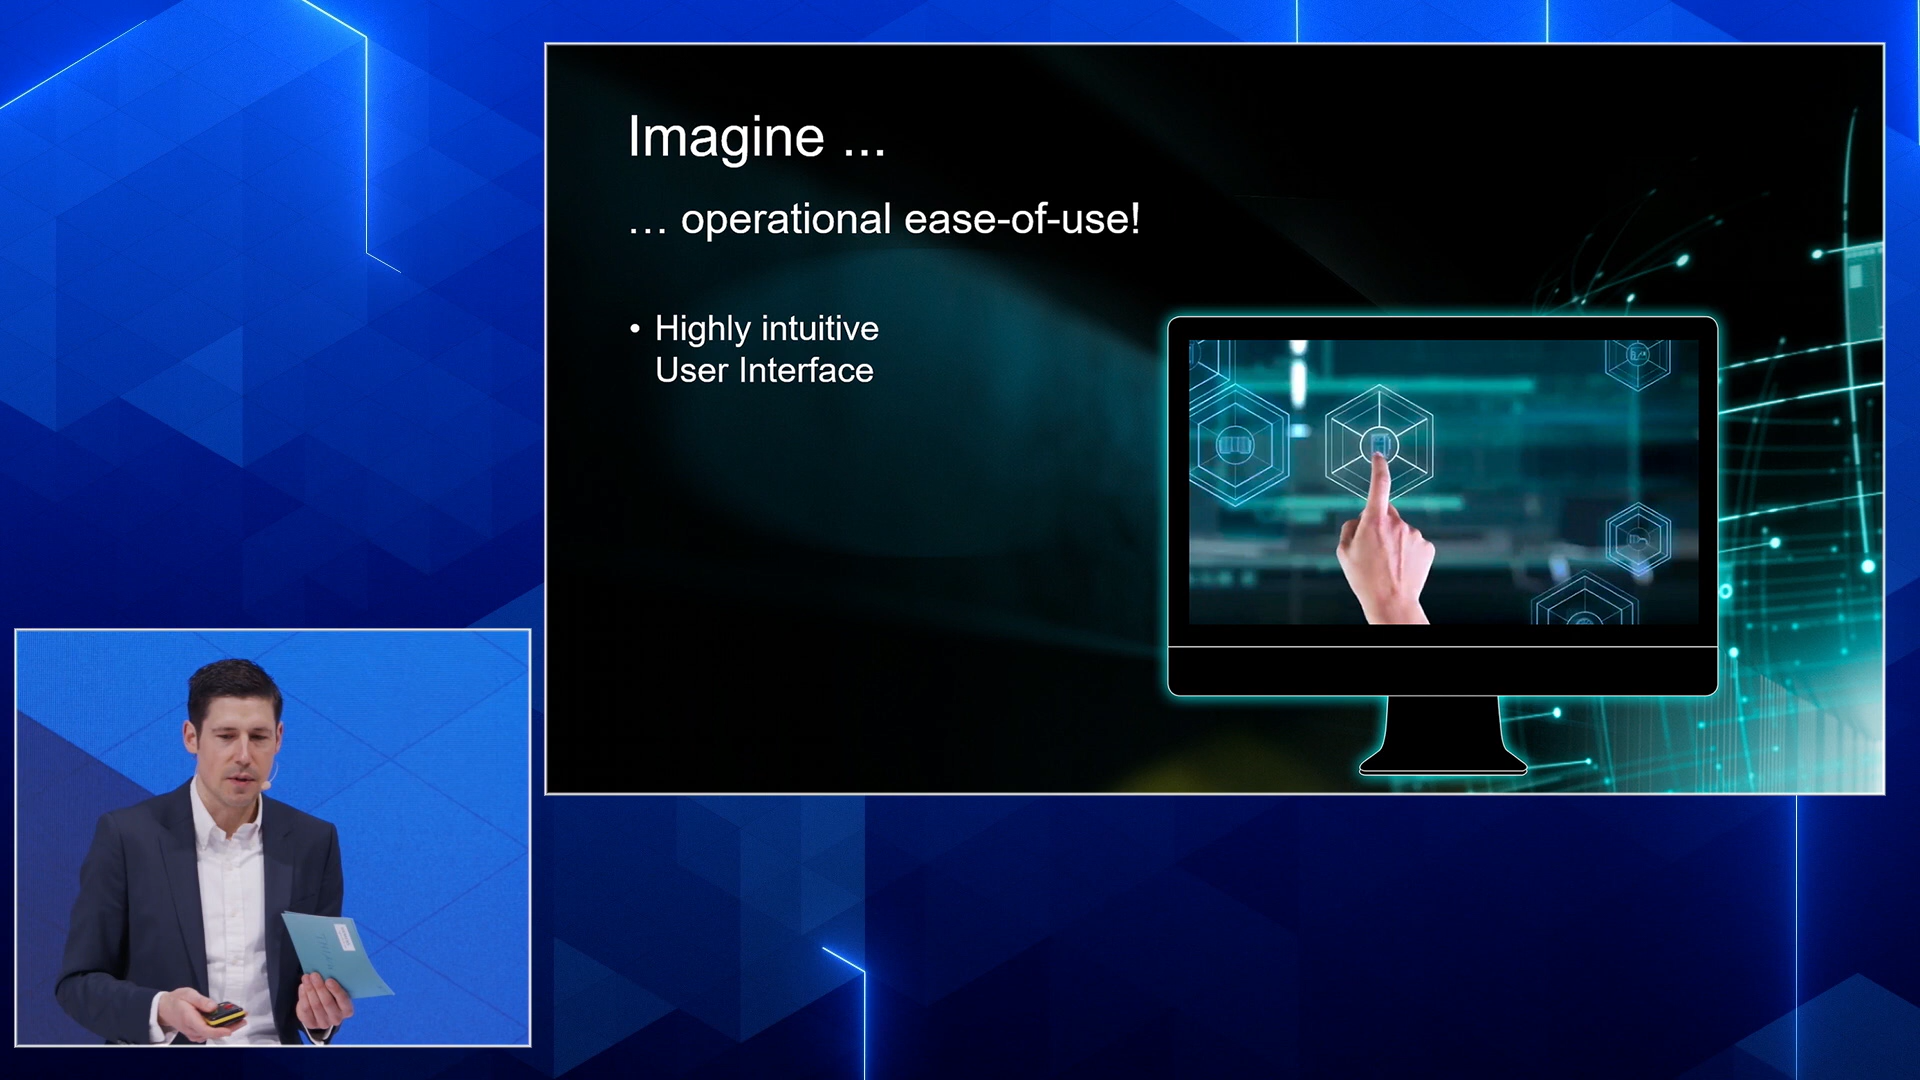 Imagine ...
... operational ease-of-use!
• Highly intuitive
User Interface